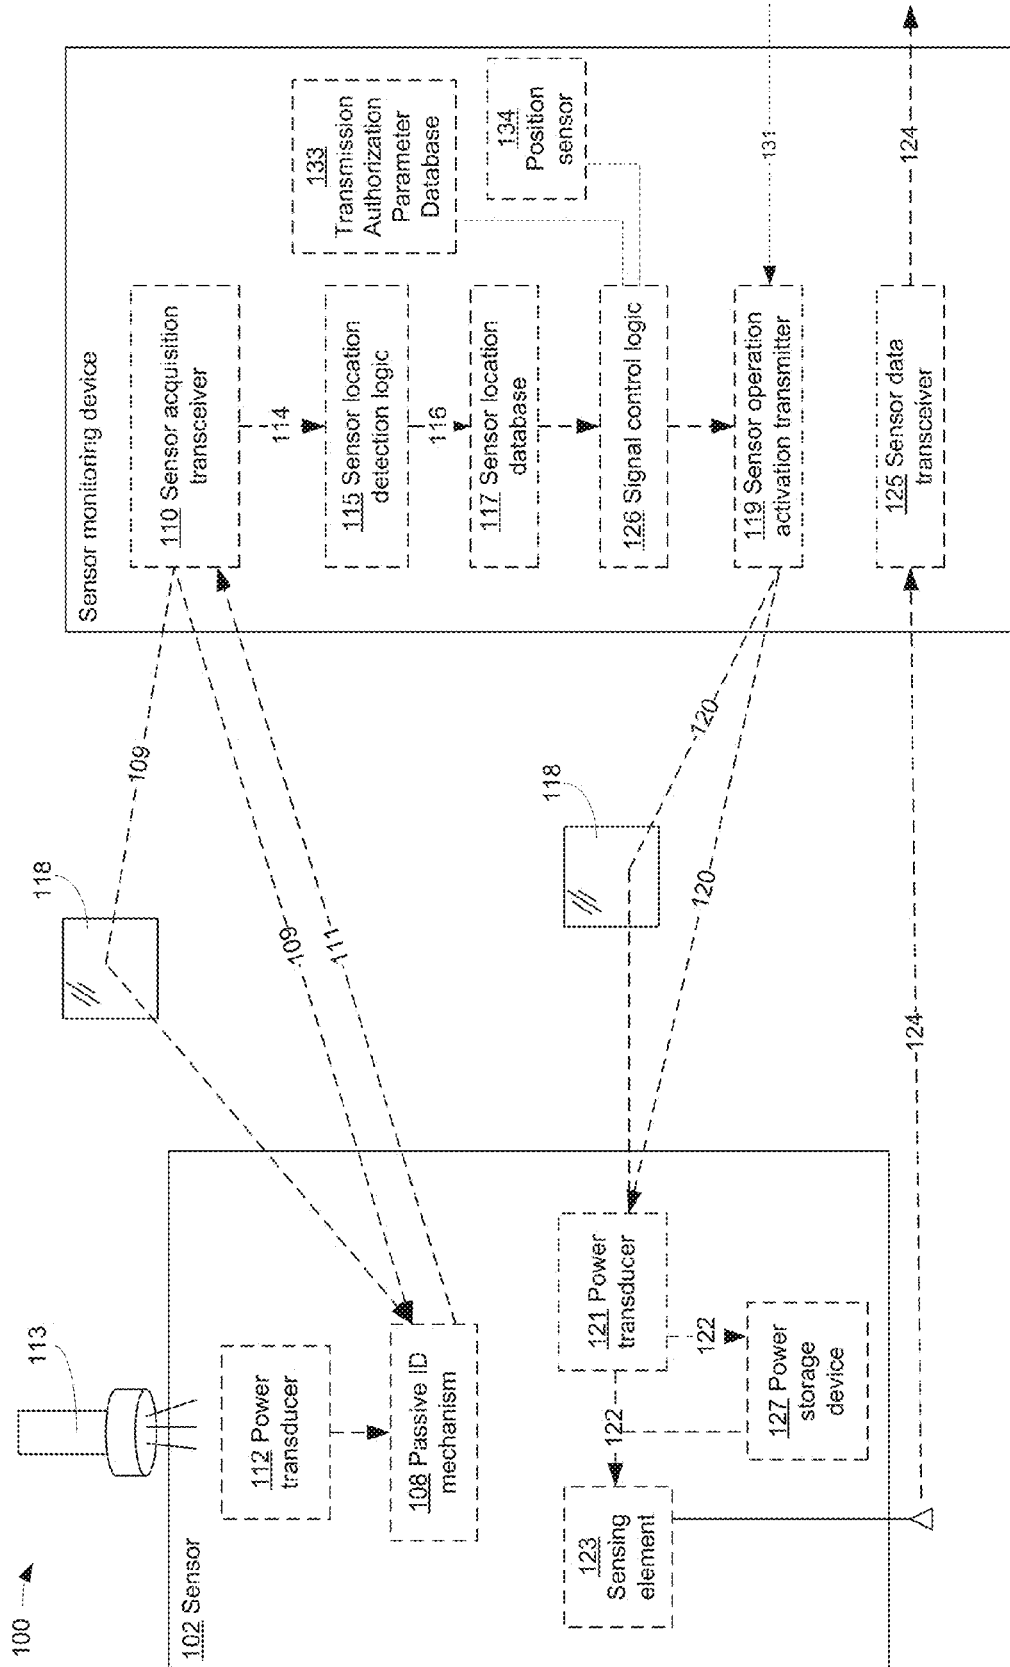 100
113
102 Sensor
112 Power
transducer
108 Passive ID
mechanism
123
Sensing
element
122
121 Power
transducer
122
127 Power
storage
device
118
109
109
111
118
120
120
124
Sensor monitoring device
110 Sensor acquisition
transceiver
114
115 Sensor location
detection logic
116
117 Sensor location
database
126 Signal control logic
119 Sensor operation
activation transmitter
125 Sensor data
transceiver
133
Transmission
Authorization
Parameter
Database
134
Position
sensor
131
124